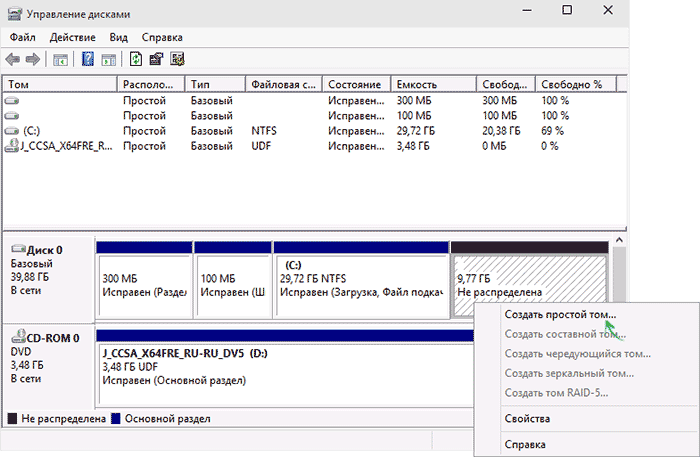 Управление дисками
Файл Действие Вид Справка
Том Располо... Тип Файловая с... Состояние Емкость Свобод... Свободно %
Простой Базовый Исправен... 300 МБ 300 МБ 100 %
Простой Базовый Исправен... 100 МБ 100 МБ 100 %
(C:) Простой Базовый NTFS Исправен... 29,72 ГБ 20,38 ГБ 69 %
J_CCSA_X64FRE_R... Простой Базовый UDF Исправен... 3,48 ГБ 0 МБ 0 %
Диск 0
Базовый
39,88 ГБ
В сети
300 МБ
Исправен (Раздел
100 МБ
Исправен (Ш
(C:)
29,72 ГБ NTFS
Исправен (Загрузка, Файл подкач
9,77 ГБ
Не распределена
CD-ROM 0
DVD
3,48 ГБ
В сети
J_CCSA_X64FRE_RU-RU_DV5 (D:)
3,48 ГБ UDF
Исправен (Основной раздел)
Не распределена Основной раздел
Создать простой том...
Создать составной том...
Создать чередующийся том...
Создать зеркальный том...
Создать том RAID-5...
Свойства
Справка